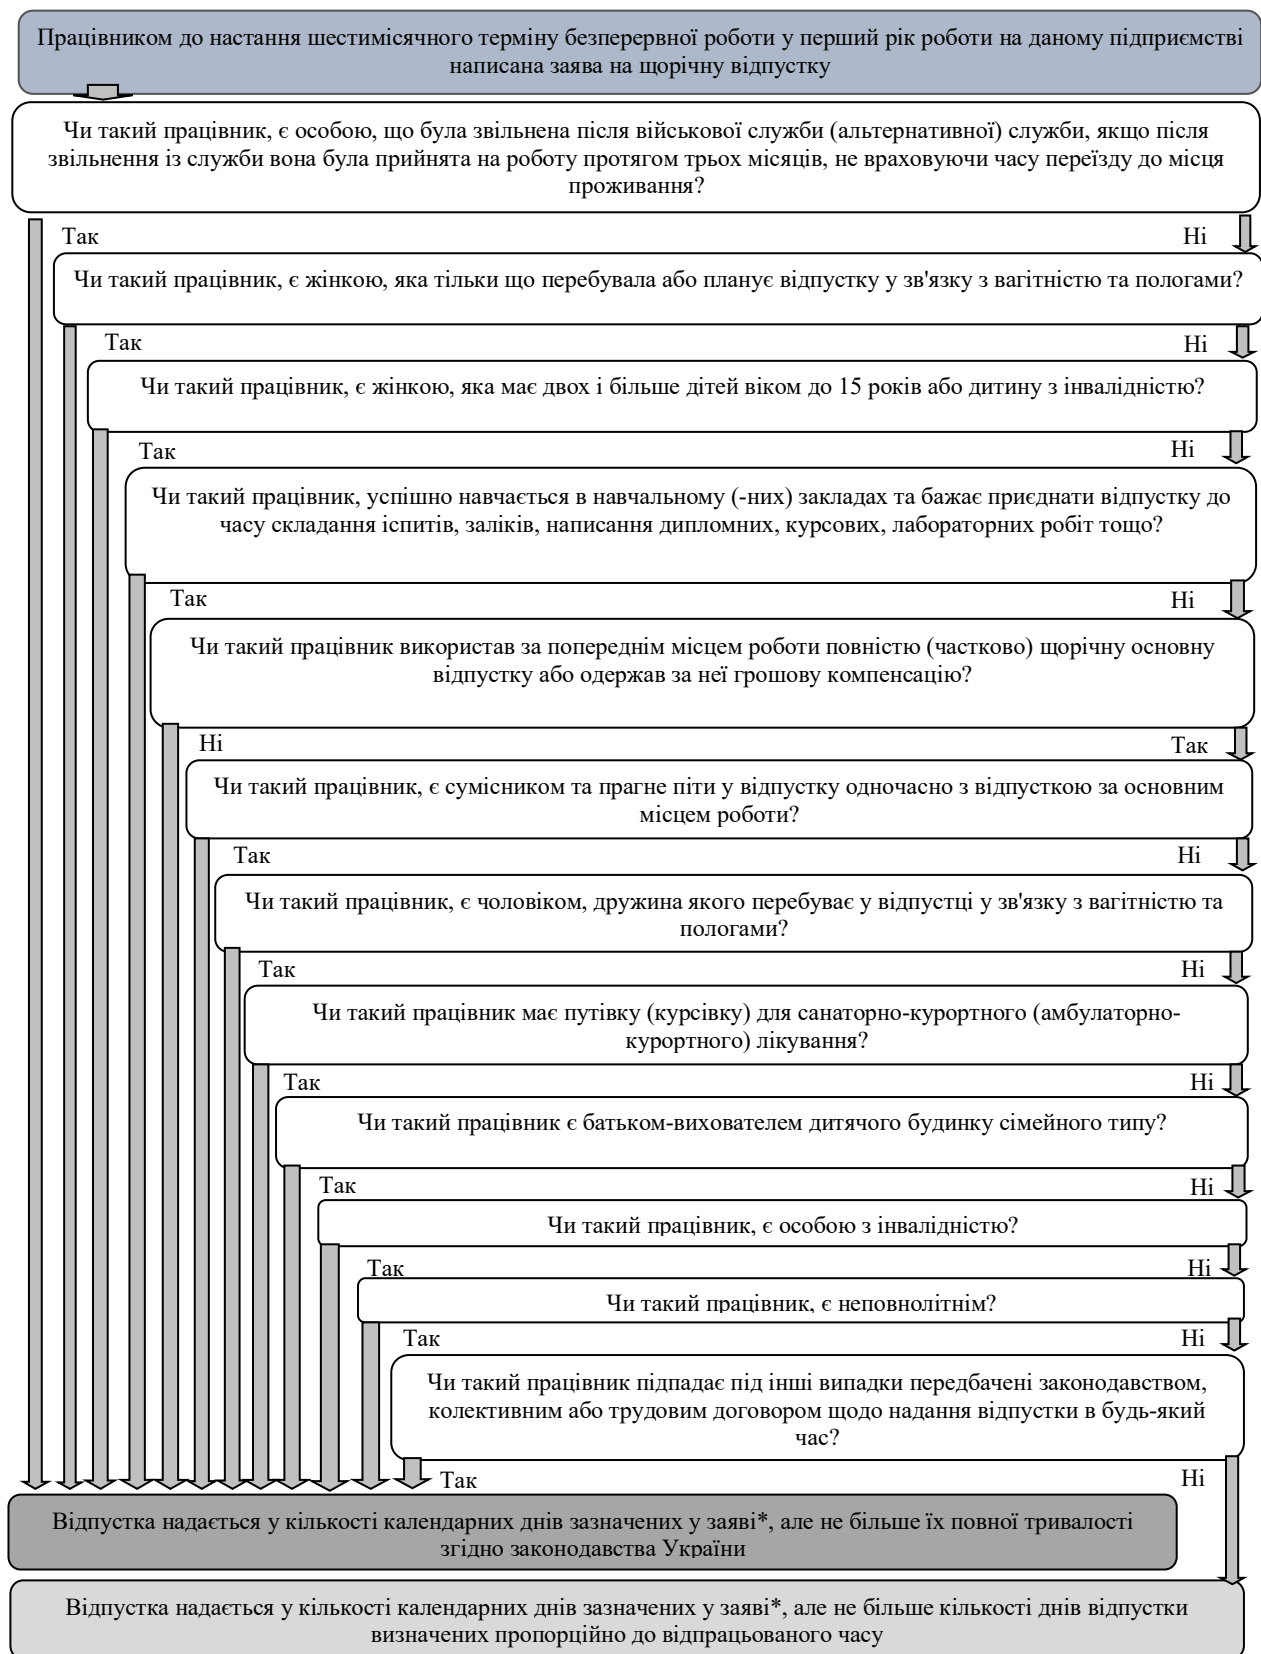 Працівником до настання шестимісячного терміну безперервної роботи у перший рік роботи на даному підприємстві
написана заява на щорічну відпустку
Чи такий працівник, є особою, що була звільнена після військової служби (альтернативної) служби, якщо після
звільнення із служби вона була прийнята на роботу протягом трьох місяців, не враховуючи часу переїзду до місця
проживання?
Так
Ні
Чи такий працівник, є жінкою, яка тільки що перебувала або планує відпустку у зв'язку з вагітністю та пологами?
Так
Ні
Чи такий працівник, є жінкою, яка має двох і більше дітей віком до 15 років або дитину з інвалідністю?
Так
Ні
Чи такий працівник, успішно навчається в навчальному (-них) закладах та бажає приєднати відпустку до
часу складання іспитів, заліків, написання дипломних, курсових, лабораторних робіт тощо?
Так
Ні
Чи такий працівник використав за попереднім місцем роботи повністю (частково) щорічну основну
відпустку або одержав за неї грошову компенсацію?
Ні
Так
Чи такий працівник, є сумісником та прагне піти у відпустку одночасно з відпусткою за основним
місцем роботи?
Так
Ні
Чи такий працівник, є чоловіком, дружина якого перебуває у відпустці у зв'язку з вагітністю та
пологами?
Так
Ні
Чи такий працівник має путівку (курсівку) для санаторно-курортного (амбулаторно-
курортного) лікування?
Так
Ні
Чи такий працівник є батьком-вихователем дитячого будинку сімейного типу?
Так
Ні
Чи такий працівник, є особою з інвалідністю?
Так
Ні
Чи такий працівник, є неповнолітнім?
Так
Ні
Чи такий працівник підпадає під інші випадки передбачені законодавством,
колективним або трудовим договором щодо надання відпустки в будь-який
час?
Так
Ні
Відпустка надається у кількості календарних днів зазначених у заяві*, але не більше їх повної тривалості
згідно законодавства України
Відпустка надається у кількості календарних днів зазначених у заяві*, але не більше кількості днів відпустки
визначених пропорційно до відпрацьованого часу